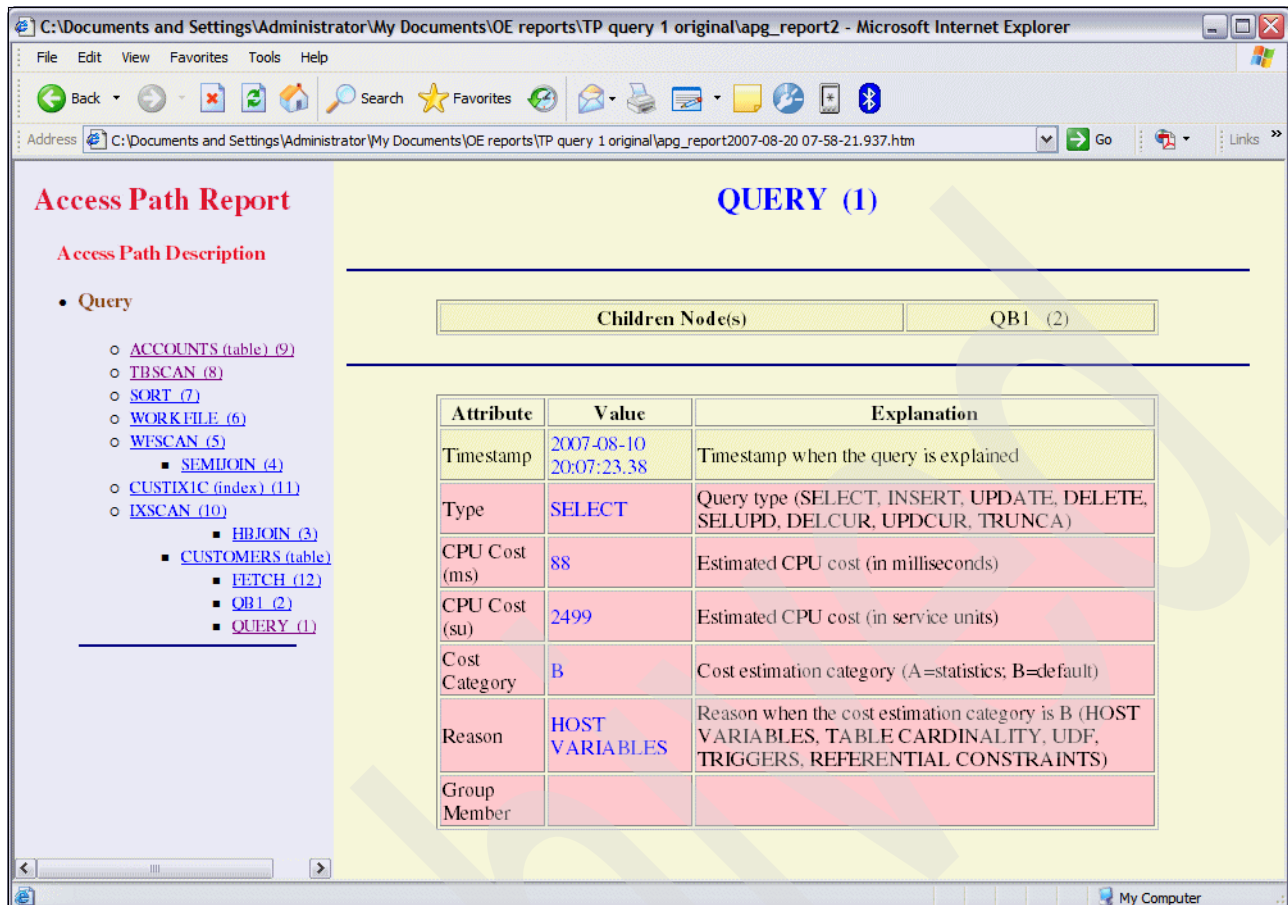 C:\Documents and Settings\Administrator\My Documents\OE reports\TP query 1 original\apg_report2 - Microsoft Internet Explorer
File Edit View Favorites Tools Help
Back Search Favorites
Address C:\Documents and Settings\Administrator\My Documents\OE reports\TP query 1 original\apg_report2007-08-20 07-58-21.937.htm Go Links »
Access Path Report
Access Path Description
Query
ACCOUNTS (table) (9)
TBSCAN (8)
SORT (7)
WORKFILE (6)
WFSCAN (5)
SEMIJOIN (4)
CUSTIX1C (index) (11)
IXSCAN (10)
HBJOIN (3)
CUSTOMERS (table)
FETCH (12)
QB1 (2)
QUERY (1)
QUERY (1)
Children Node(s) QB1 (2)
Attribute Value Explanation
Timestamp 2007-08-10 20:07:23.38 Timestamp when the query is explained
Type SELECT Query type (SELECT, INSERT, UPDATE, DELETE, SELUPD, DELCUR, UPDCUR, TRUNCA)
CPU Cost (ms) 88 Estimated CPU cost (in milliseconds)
CPU Cost (su) 2499 Estimated CPU cost (in service units)
Cost Category B Cost estimation category (A=statistics; B=default)
Reason HOST VARIABLES Reason when the cost estimation category is B (HOST VARIABLES, TABLE CARDINALITY, UDF, TRIGGERS, REFERENTIAL CONSTRAINTS)
Group Member
My Computer